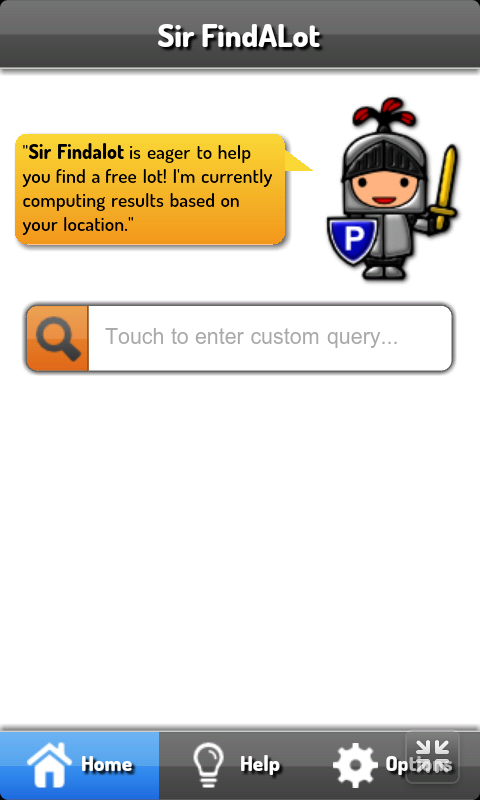 Sir FindALot
"Sir Findalot is eager to help
you find a free lot! I'm currently
computing results based on
your location."
P
Touch to enter custom query...
Home
Help
Options